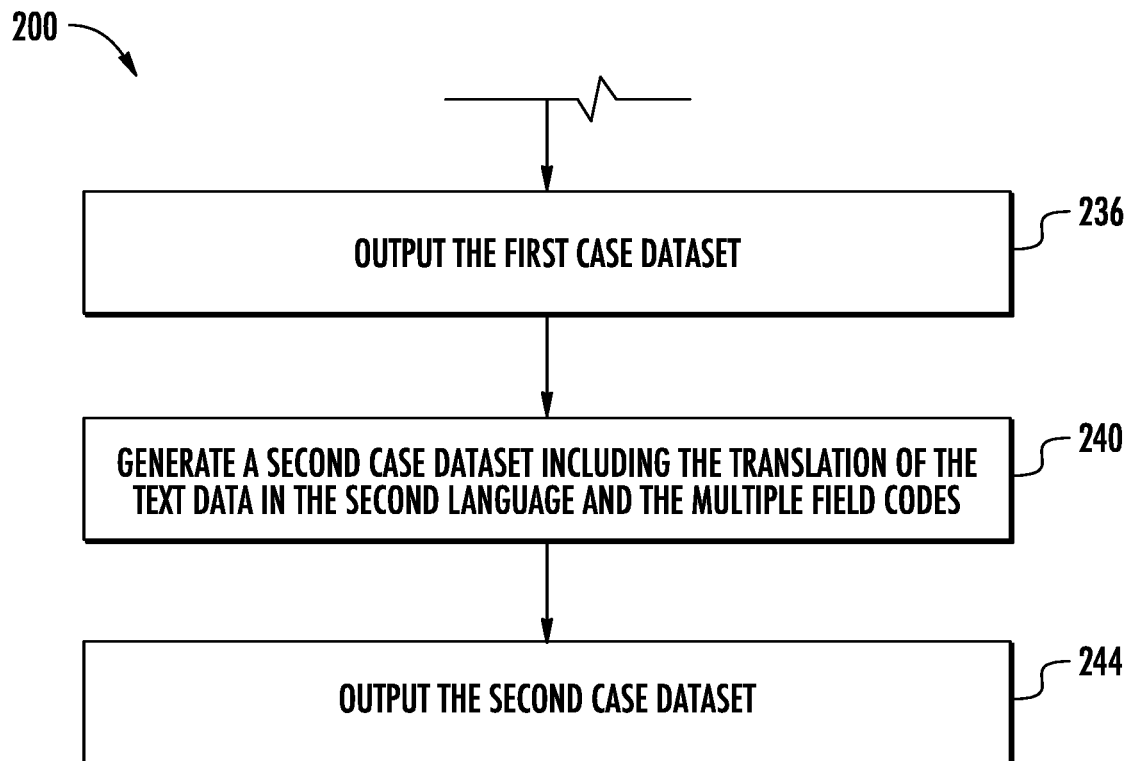 200
OUTPUT THE FIRST CASE DATASET
236
GENERATE A SECOND CASE DATASET INCLUDING THE TRANSLATION OF THE
TEXT DATA IN THE SECOND LANGUAGE AND THE MULTIPLE FIELD CODES
240
OUTPUT THE SECOND CASE DATASET
244